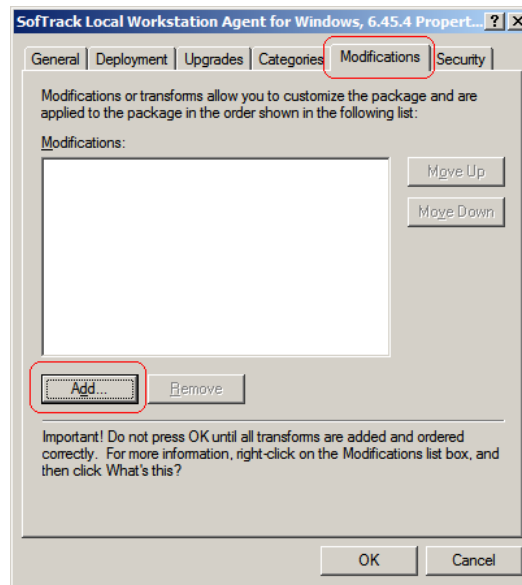 SofTrack Local Workstation Agent for Windows, 6.45.4 Propert... ? X
General Deployment Upgrades Categories Modifications Security
Modifications or transforms allow you to customize the package and are
applied to the package in the order shown in the following list:
Modifications:
Move Up
Move Down
Add... Remove
Important! Do not press OK until all transforms are added and ordered
correctly. For more information, right-click on the Modifications list box, and
then click What's this?
OK Cancel